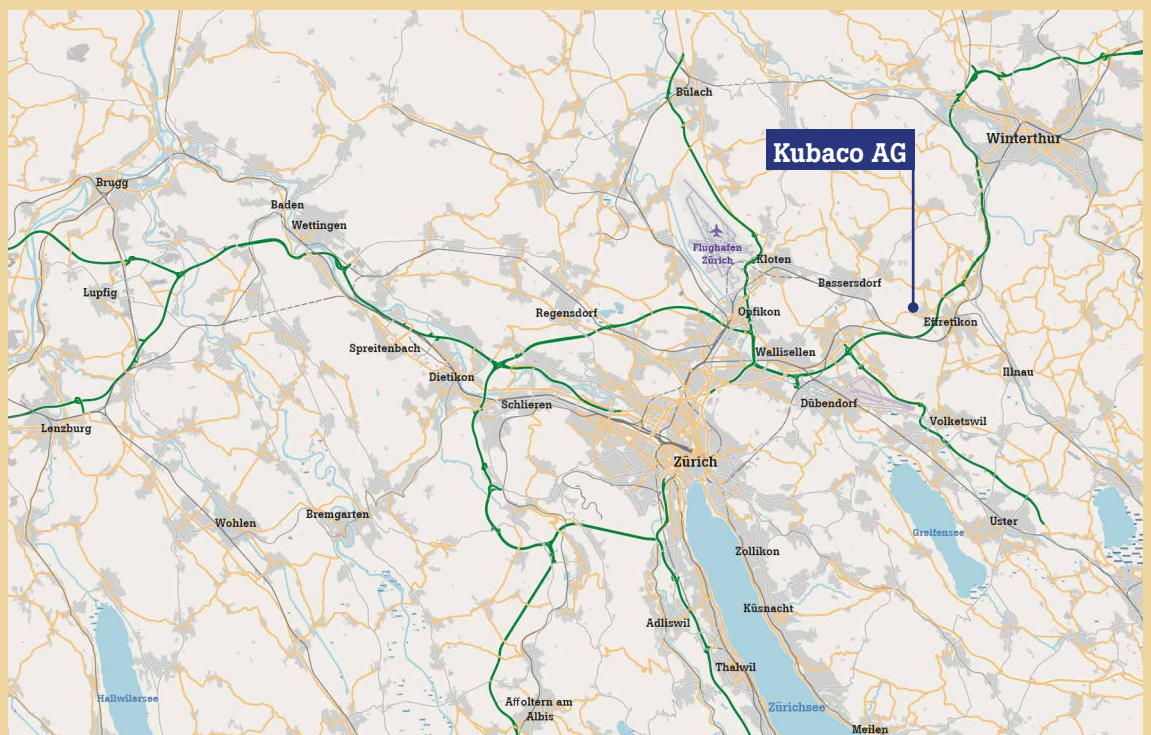 Bülach
Winterthur
Kubaco AG
Brugg
Baden
Wettingen
Flughafen
Zürich
Kloten
Bassersdorf
Lupfig
Regensdorf
Opfikon
Effretikon
Spreitenbach
Wallisellen
Dietikon
Illnau
Schlieren
Dübendorf
Lenzburg
Volketswil
Zürich
Bremgarten
Wohlen
Uster
Greifensee
Zollikon
Küsnacht
Adliswil
Thalwil
Hallwilersee
Affoltern am
Albis
Zürichsee
Meilen